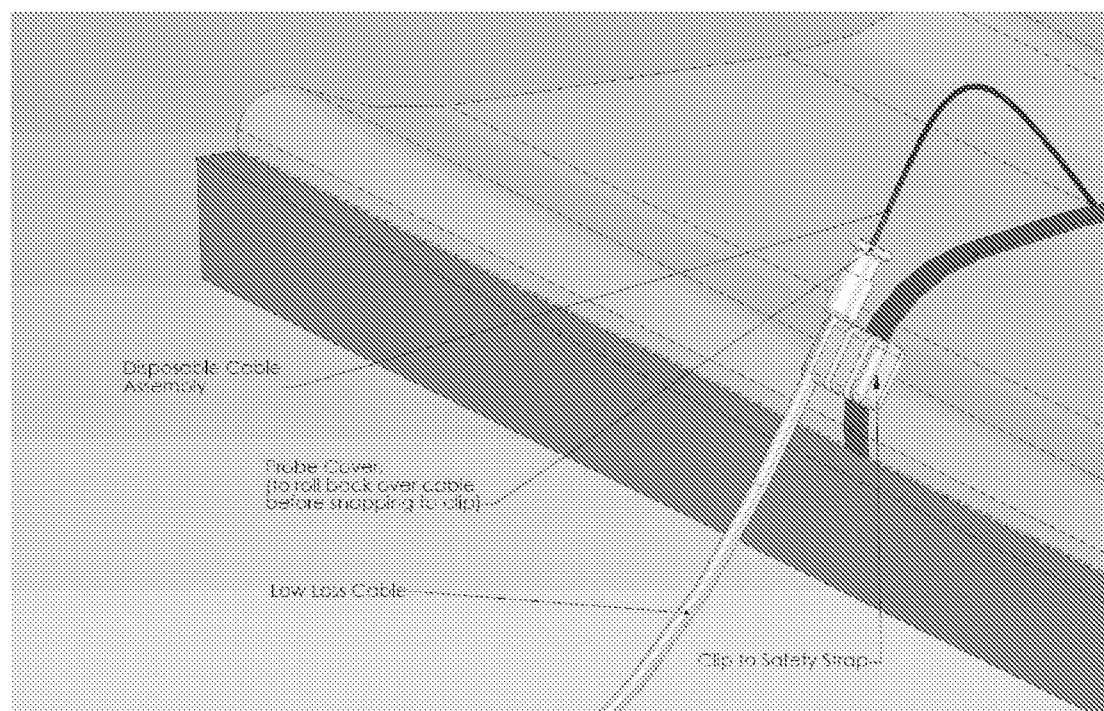 Disposable Cable
Assembly
Probe Cover
(to roll back over cable
before snapping to clip)
Low Loss Cable
Clip to Safety Strap